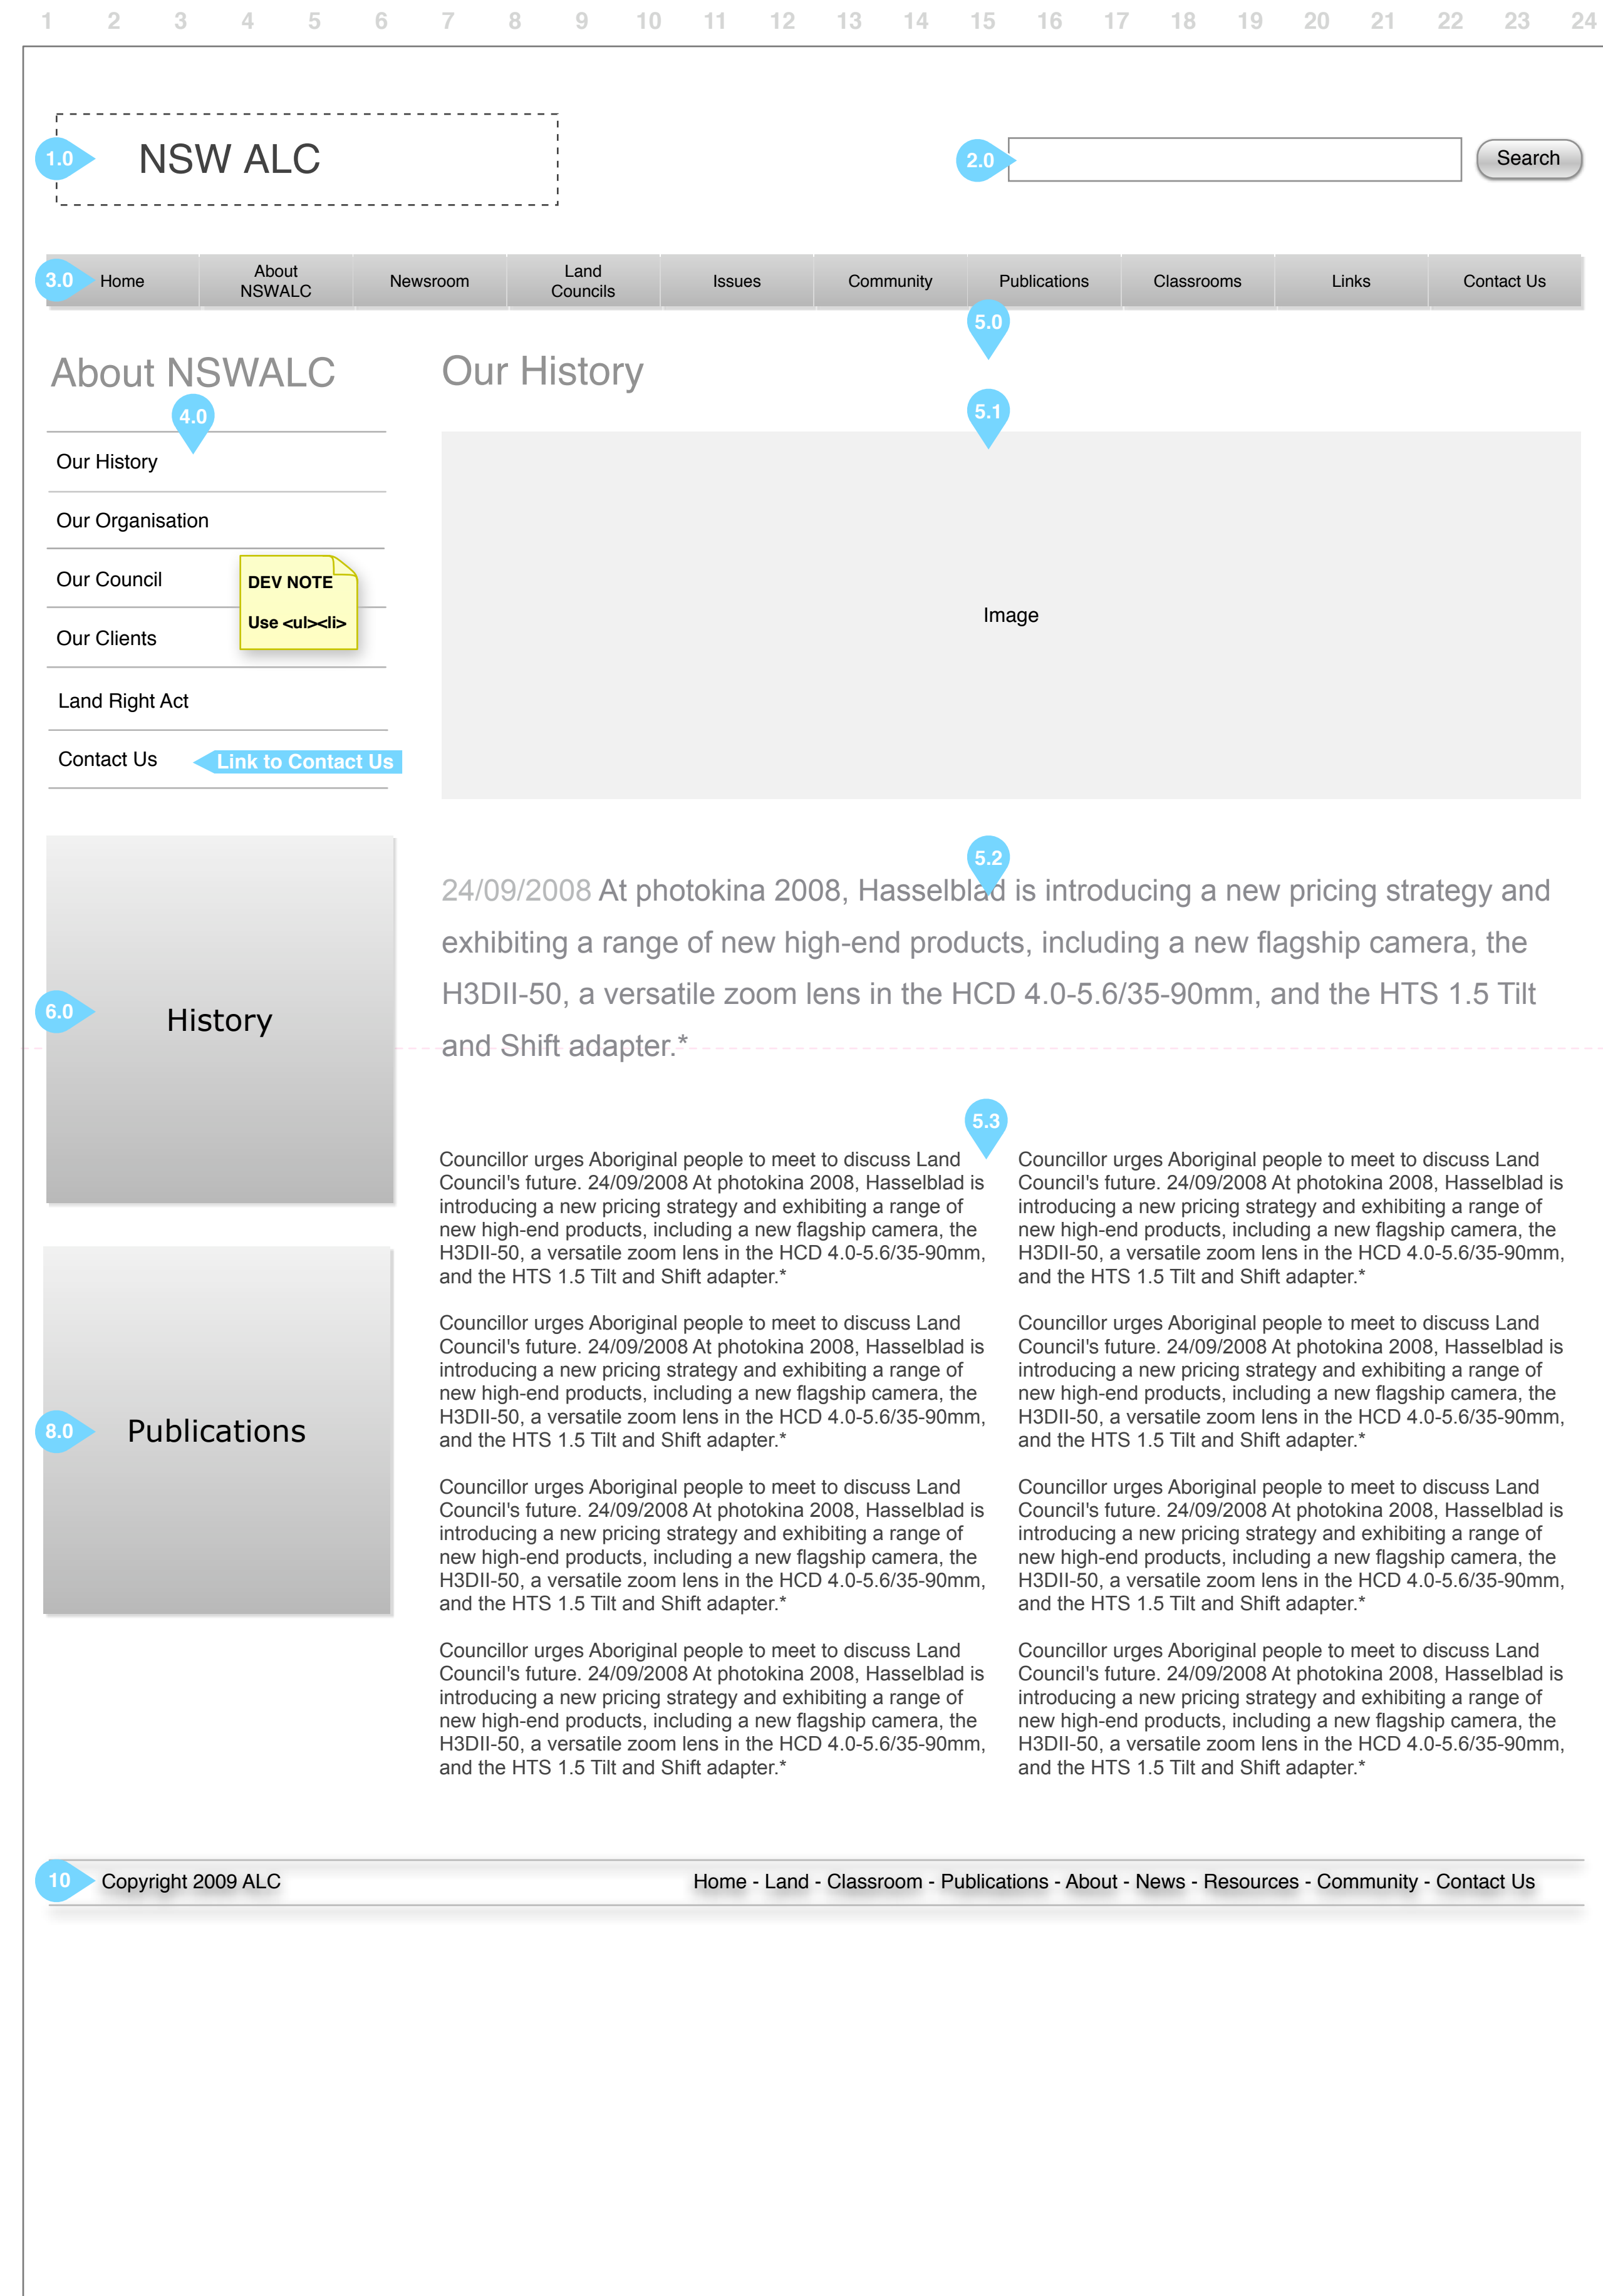 1 2 3 4 5 6 7 8 9 10 11 12 13 14 15 16 17 18 19 20 21 22 23 24
1.0 NSW ALC
2.0 Search
3.0 Home About NSWALC Newsroom Land Councils Issues Community Publications Classrooms Links Contact Us
5.0
About NSWALC
4.0
Our History
Our Organisation
Our Council
Our Clients
Land Right Act
Contact Us
DEV NOTE
Use <ul><li>
Link to Contact Us
6.0 History
8.0 Publications
Our History
5.1
Image
5.2
24/09/2008 At photokina 2008, Hasselblad is introducing a new pricing strategy and
exhibiting a range of new high-end products, including a new flagship camera, the
H3DII-50, a versatile zoom lens in the HCD 4.0-5.6/35-90mm, and the HTS 1.5 Tilt
and Shift adapter.*
5.3
Councillor urges Aboriginal people to meet to discuss Land
Council's future. 24/09/2008 At photokina 2008, Hasselblad is
introducing a new pricing strategy and exhibiting a range of
new high-end products, including a new flagship camera, the
H3DII-50, a versatile zoom lens in the HCD 4.0-5.6/35-90mm,
and the HTS 1.5 Tilt and Shift adapter.*
Councillor urges Aboriginal people to meet to discuss Land
Council's future. 24/09/2008 At photokina 2008, Hasselblad is
introducing a new pricing strategy and exhibiting a range of
new high-end products, including a new flagship camera, the
H3DII-50, a versatile zoom lens in the HCD 4.0-5.6/35-90mm,
and the HTS 1.5 Tilt and Shift adapter.*
Councillor urges Aboriginal people to meet to discuss Land
Council's future. 24/09/2008 At photokina 2008, Hasselblad is
introducing a new pricing strategy and exhibiting a range of
new high-end products, including a new flagship camera, the
H3DII-50, a versatile zoom lens in the HCD 4.0-5.6/35-90mm,
and the HTS 1.5 Tilt and Shift adapter.*
Councillor urges Aboriginal people to meet to discuss Land
Council's future. 24/09/2008 At photokina 2008, Hasselblad is
introducing a new pricing strategy and exhibiting a range of
new high-end products, including a new flagship camera, the
H3DII-50, a versatile zoom lens in the HCD 4.0-5.6/35-90mm,
and the HTS 1.5 Tilt and Shift adapter.*
Councillor urges Aboriginal people to meet to discuss Land
Council's future. 24/09/2008 At photokina 2008, Hasselblad is
introducing a new pricing strategy and exhibiting a range of
new high-end products, including a new flagship camera, the
H3DII-50, a versatile zoom lens in the HCD 4.0-5.6/35-90mm,
and the HTS 1.5 Tilt and Shift adapter.*
Councillor urges Aboriginal people to meet to discuss Land
Council's future. 24/09/2008 At photokina 2008, Hasselblad is
introducing a new pricing strategy and exhibiting a range of
new high-end products, including a new flagship camera, the
H3DII-50, a versatile zoom lens in the HCD 4.0-5.6/35-90mm,
and the HTS 1.5 Tilt and Shift adapter.*
Councillor urges Aboriginal people to meet to discuss Land
Council's future. 24/09/2008 At photokina 2008, Hasselblad is
introducing a new pricing strategy and exhibiting a range of
new high-end products, including a new flagship camera, the
H3DII-50, a versatile zoom lens in the HCD 4.0-5.6/35-90mm,
and the HTS 1.5 Tilt and Shift adapter.*
Councillor urges Aboriginal people to meet to discuss Land
Council's future. 24/09/2008 At photokina 2008, Hasselblad is
introducing a new pricing strategy and exhibiting a range of
new high-end products, including a new flagship camera, the
H3DII-50, a versatile zoom lens in the HCD 4.0-5.6/35-90mm,
and the HTS 1.5 Tilt and Shift adapter.*
10 Copyright 2009 ALC Home - Land - Classroom - Publications - About - News - Resources - Community - Contact Us